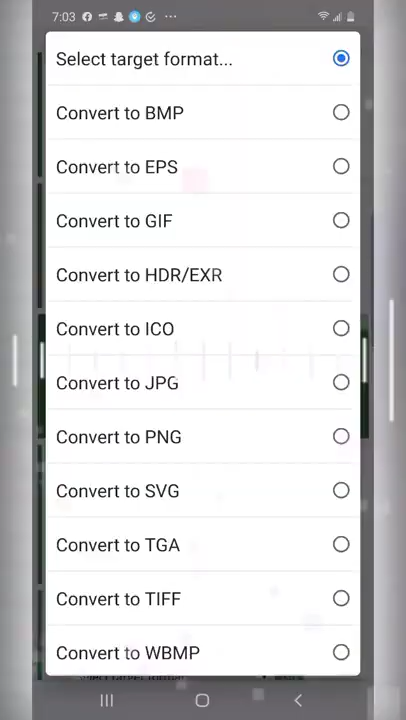 7:03
Select target format...
Convert to BMP
Convert to EPS
Convert to GIF
Convert to HDR/EXR
Convert to ICO
Convert to JPG
Convert to PNG
Convert to SVG
Convert to TGA
Convert to TIFF
Convert to WBMP